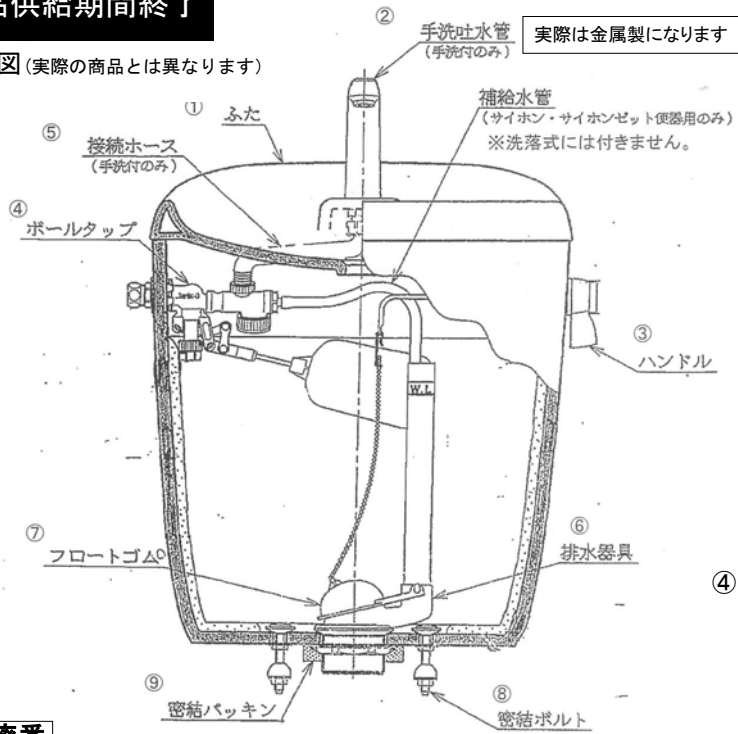 品供給期間終了
図(実際の商品とは異なります)
②
手洗吐水管
(手洗付のみ)
実際は金属製になります
①
ふた
補給水管
(サイホン・サイホンゼット便器用のみ)
※洗落式には付きません。
⑤
接続ホース
(手洗付のみ)
④
ボールタップ
③
ハンドル
W.L
⑦
フロートゴム
⑥
排水器具
④
⑨
密結パッキン
⑧
密結ボルト
廃番